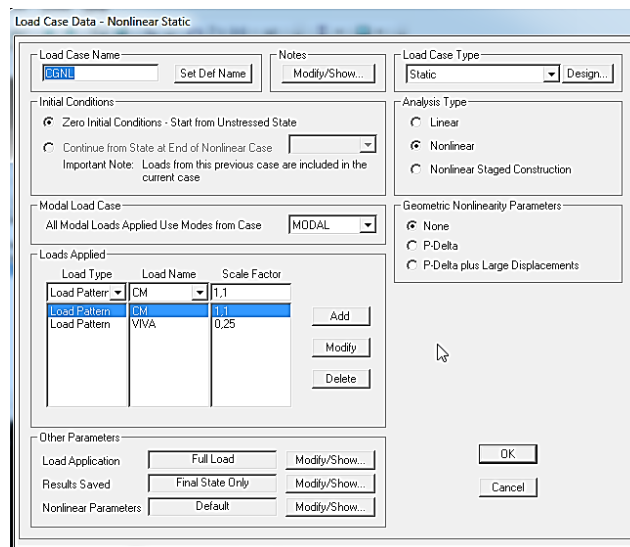 Load Case Data - Nonlinear Static
Load Case Name
CGNL
Set Def Name
Notes
Modify/Show...
Load Case Type
Static
Design...
Initial Conditions
Zero Initial Conditions - Start from Unstressed State
Continue from State at End of Nonlinear Case
Important Note: Loads from this previous case are included in the
current case
Analysis Type
Linear
Nonlinear
Nonlinear Staged Construction
Modal Load Case
All Modal Loads Applied Use Modes from Case
MODAL
Geometric Nonlinearity Parameters
None
P-Delta
P-Delta plus Large Displacements
Loads Applied
Load Type Load Name Scale Factor
Load Pattern CM 1,1
Load Pattern CM 1,1
Load Pattern VIVA 0,25
Add
Modify
Delete
Other Parameters
Load Application Full Load Modify/Show...
Results Saved Final State Only Modify/Show...
Nonlinear Parameters Default Modify/Show...
OK
Cancel